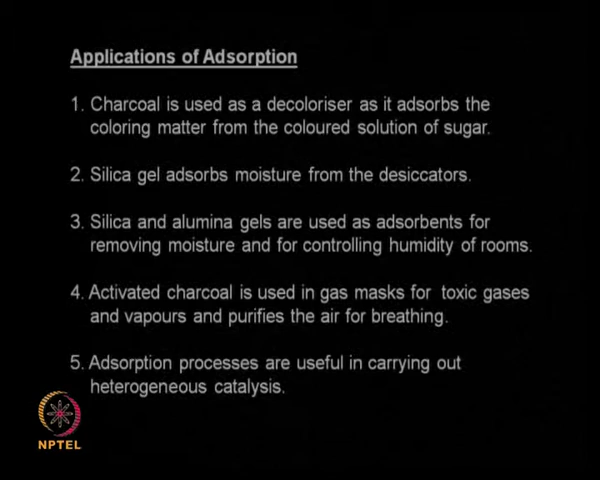 Applications of Adsorption
1. Charcoal is used as a decoloriser as it adsorbs the
coloring matter from the coloured solution of sugar.
2. Silica gel adsorbs moisture from the desiccators.
3. Silica and alumina gels are used as adsorbents for
removing moisture and for controlling humidity of rooms.
4. Activated charcoal is used in gas masks for toxic gases
and vapours and purifies the air for breathing.
5. Adsorption processes are useful in carrying out
heterogeneous catalysis.
NPTEL